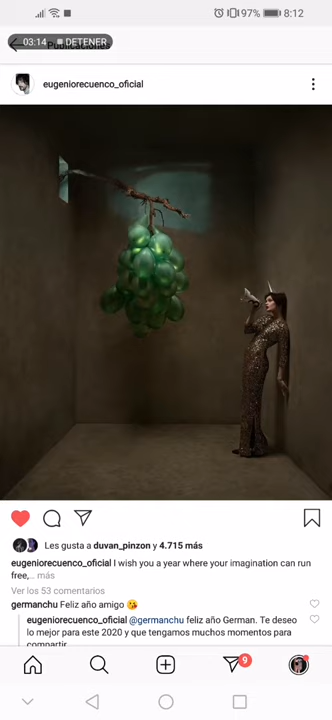 97% 8:12
03:14 DETENER
Publicaciones
eugeniorecuenco_oficial
Les gusta a duvan_pinzon y 4.715 más
eugeniorecuenco_oficial I wish you a year where your imagination can run
free,... más
Ver los 53 comentarios
germanchu Feliz año amigo 😘
eugeniorecuenco_oficial @germanchu feliz año German. Te deseo
lo mejor para este 2020 y que tengamos muchos momentos para
compartir
9